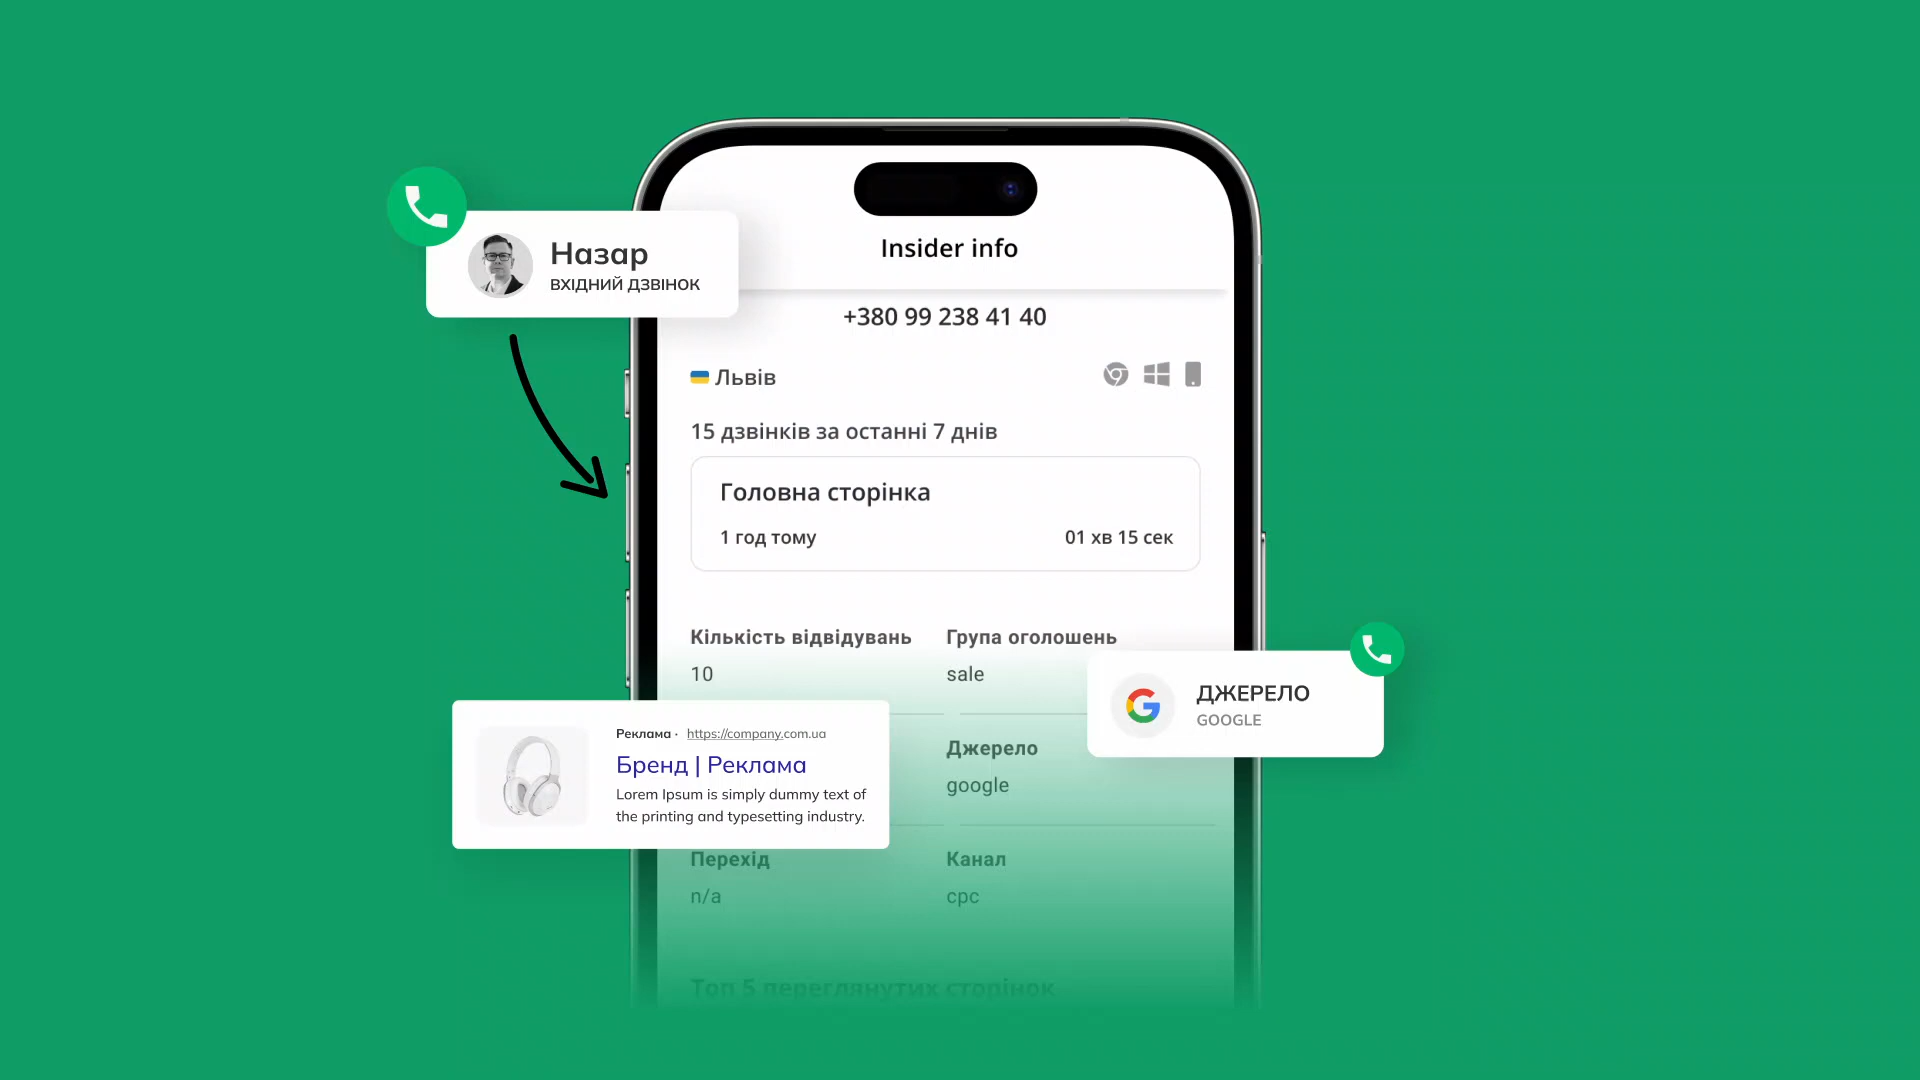 Назар
ВХІДНИЙ ДЗВІНОК
Insider info
+380 99 238 41 40
Львів
15 дзвінків за останні 7 днів
Головна сторінка
1 год тому
01 хв 15 сек
Кількість відвідувань
Група оголошень
10
sale
ДЖЕРЕЛО
GOOGLE
Реклама · https://company.com.ua
Бренд | Реклама
Lorem Ipsum is simply dummy text of
the printing and typesetting industry.
Джерело
google
Перехід
Канал
n/a
cpc
Топ 5 переглянутих сторінок